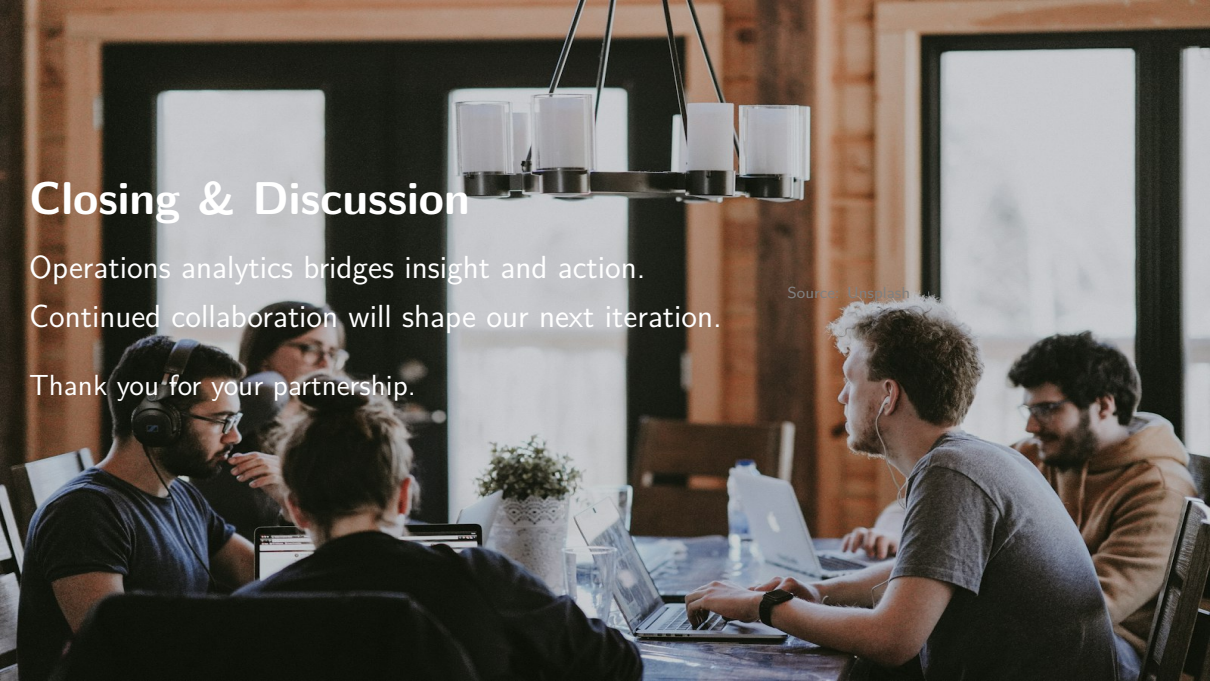 Closing & Discussion
Operations analytics bridges insight and action.
Continued collaboration will shape our next iteration.
Thank you for your partnership.
Source: Unsplash